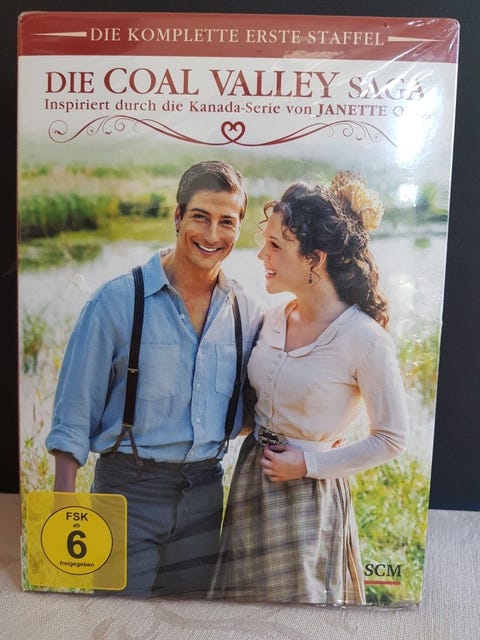 DIE KOMPLETTE ERSTE STAFFEL
DIE COAL VALLEY SAGA
Inspiriert durch die Kanada-Serie von JANETTE
FSK
ab
6
freigegeben
SCM